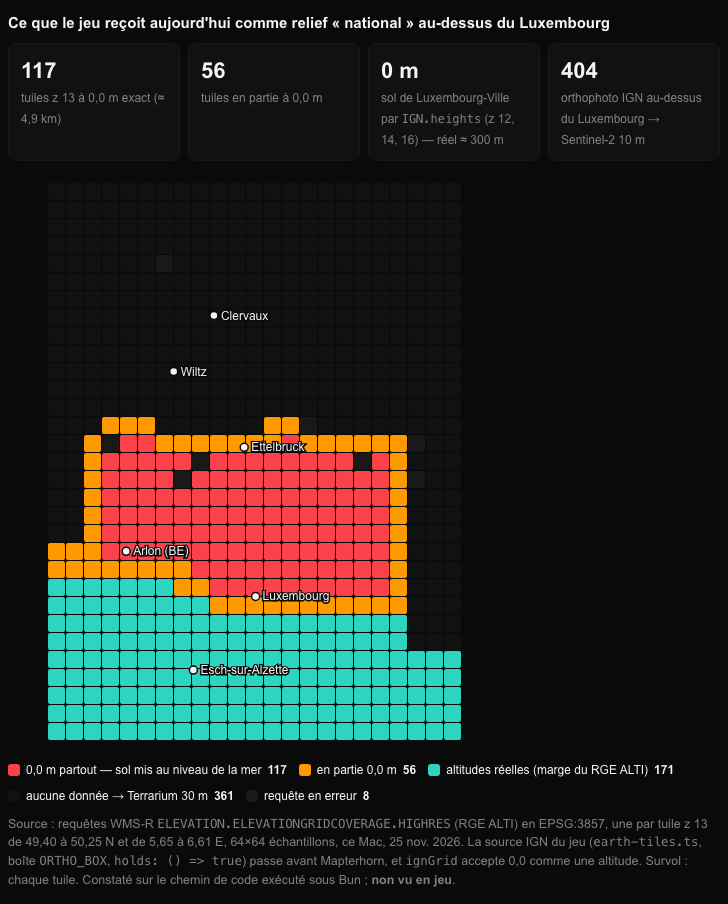 Ce que le jeu reçoit aujourd'hui comme relief « national » au-dessus du Luxembourg
117
tuiles z 13 à 0,0 m exact (≈
4,9 km)
56
tuiles en partie à 0,0 m
0 m
sol de Luxembourg-Ville
par IGN.heights (z 12,
14, 16) — réel ≈ 300 m
404
orthophoto IGN au-dessus
du Luxembourg →
Sentinel-2 10 m
Clervaux
Wiltz
Ettelbruck
Arlon (BE)
Luxembourg
Esch-sur-Alzette
0,0 m partout — sol mis au niveau de la mer 117 en partie 0,0 m 56 altitudes réelles (marge du RGE ALTI) 171
aucune donnée → Terrarium 30 m 361 requête en erreur 8
Source : requêtes WMS-R ELEVATION.ELEVATIONGRIDCOVERAGE.HIGHRES (RGE ALTI) en EPSG:3857, une par tuile z 13
de 49,40 à 50,25 N et de 5,65 à 6,61 E, 64×64 échantillons, ce Mac, 25 nov. 2026. La source IGN du jeu (earth-tiles.ts,
boîte ORTHO_BOX, holds: () => true) passe avant Mapterhorn, et ignGrid accepte 0,0 comme une altitude. Survol :
chaque tuile. Constaté sur le chemin de code exécuté sous Bun ; non vu en jeu.